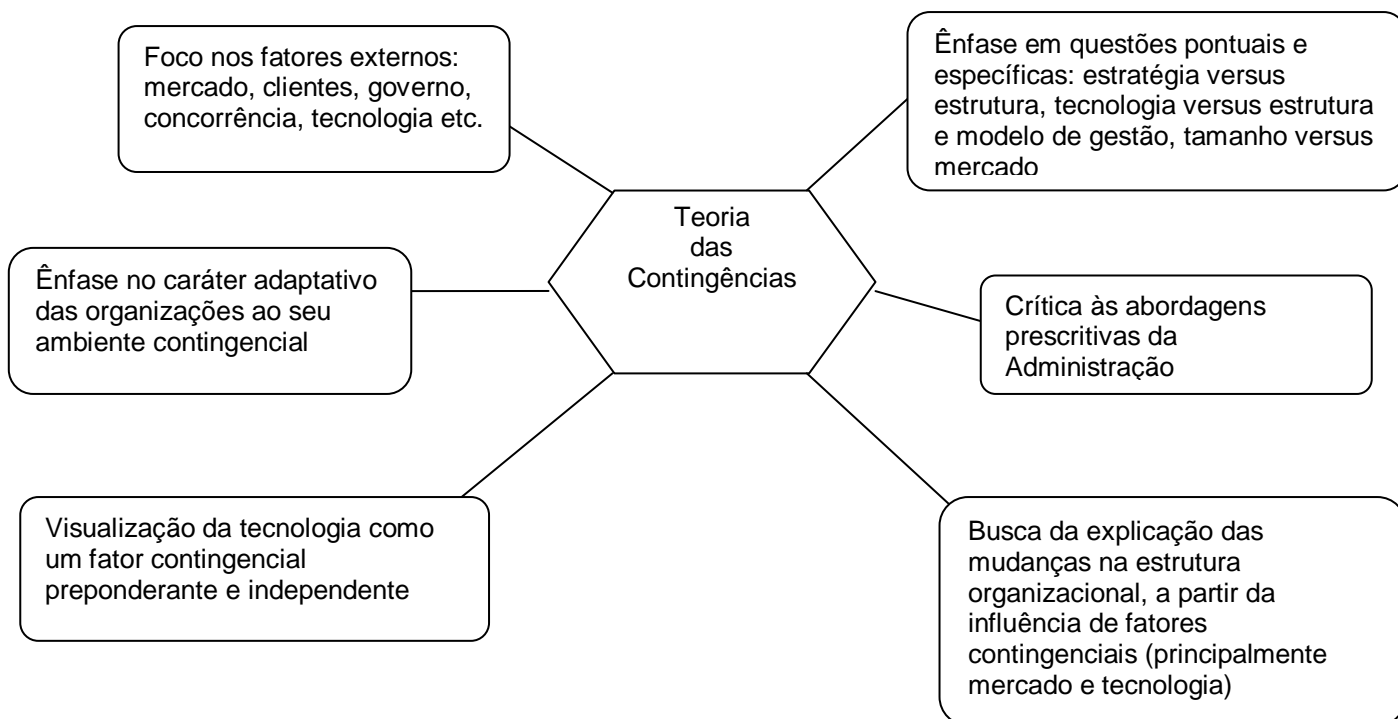 Foco nos fatores externos:
mercado, clientes, governo,
concorrência, tecnologia etc.
Ênfase em questões pontuais e
específicas: estratégia versus
estrutura, tecnologia versus estrutura
e modelo de gestão, tamanho versus
mercado
Teoria
das
Contingências
Ênfase no caráter adaptativo
das organizações ao seu
ambiente contingencial
Crítica às abordagens
prescritivas da
Administração
Visualização da tecnologia como
um fator contingencial
preponderante e independente
Busca da explicação das
mudanças na estrutura
organizacional, a partir da
influência de fatores
contingenciais (principalmente
mercado e tecnologia)